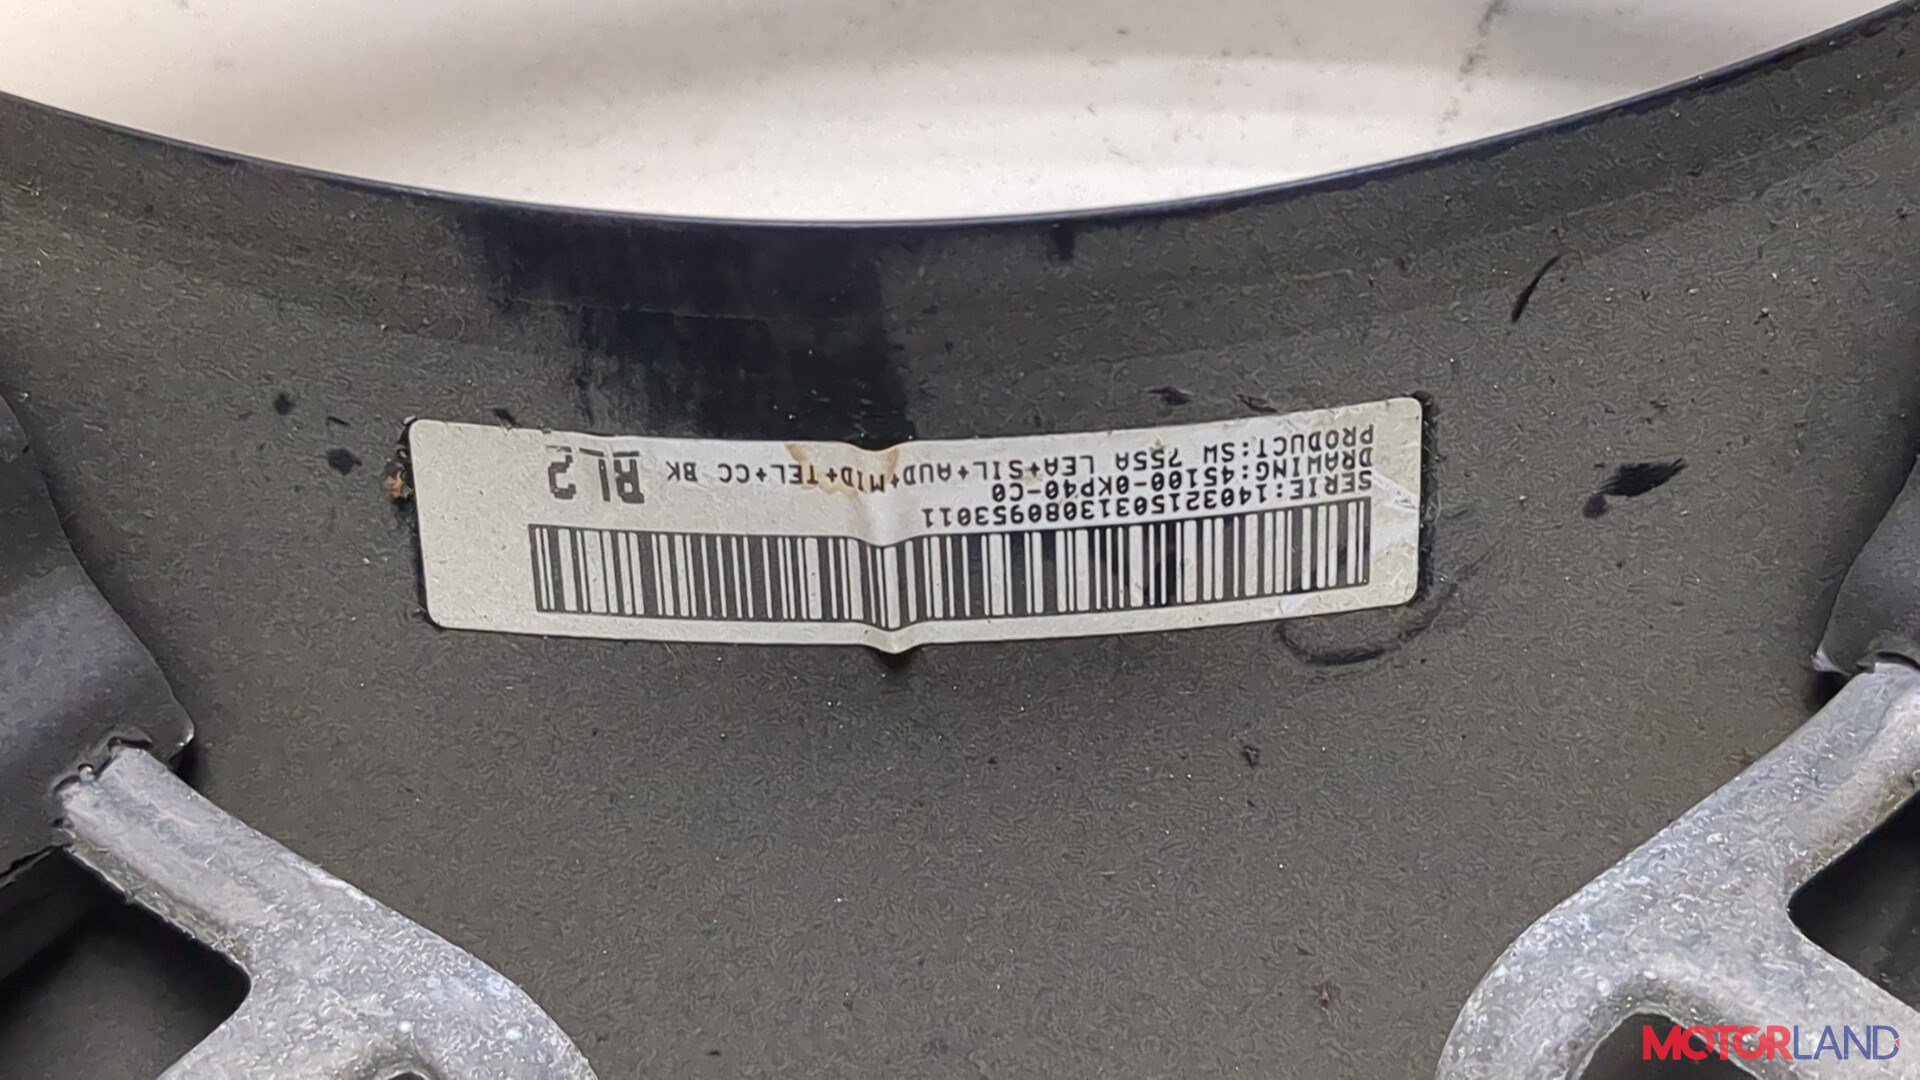 SERIE:14032150313080953011
DRAWING:45100-0KP40-C0
PRODUCT:SW 755A LEA+SIL+AUD+MID+TEL+CC BK
RL2
MOTORLAND